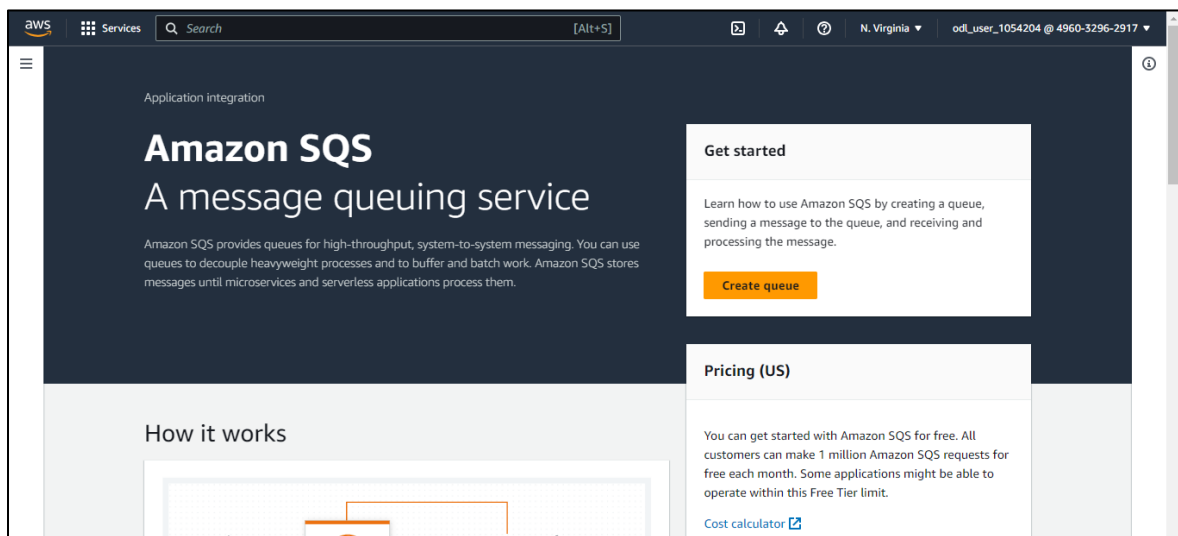 aws
Services
Search
[Alt+S]
N. Virginia
odl_user_1054204 @ 4960-3296-2917
Application integration
Amazon SQS
A message queuing service
Amazon SQS provides queues for high-throughput, system-to-system messaging. You can use
queues to decouple heavyweight processes and to buffer and batch work. Amazon SQS stores
messages until microservices and serverless applications process them.
Get started
Learn how to use Amazon SQS by creating a queue,
sending a message to the queue, and receiving and
processing the message.
Create queue
Pricing (US)
You can get started with Amazon SQS for free. All
customers can make 1 million Amazon SQS requests for
free each month. Some applications might be able to
operate within this Free Tier limit.
Cost calculator
How it works